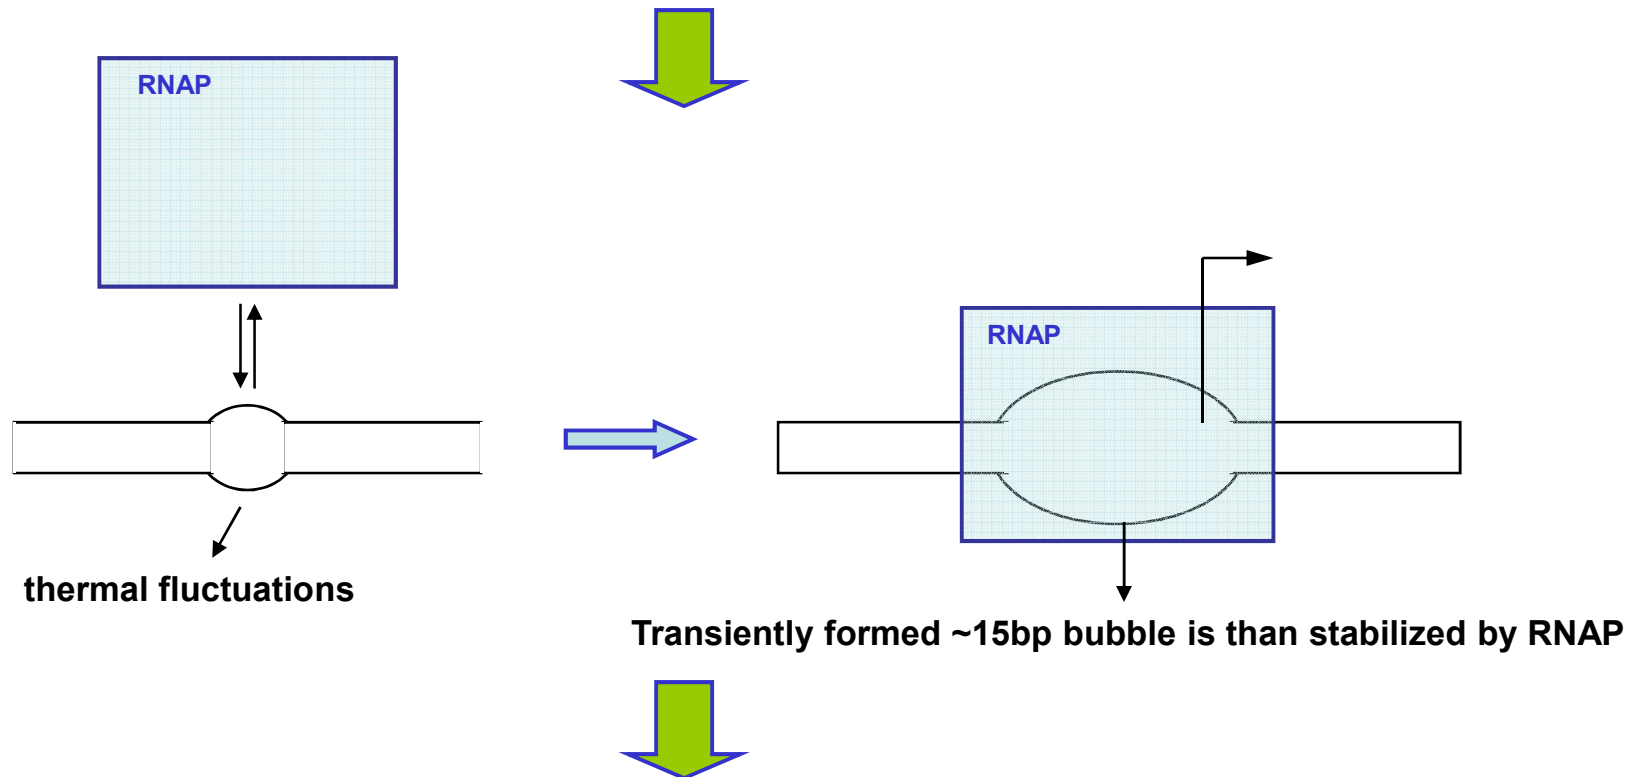 RNAP
RNAP
thermal fluctuations
Transiently formed ~15bp bubble is than stabilized by RNAP